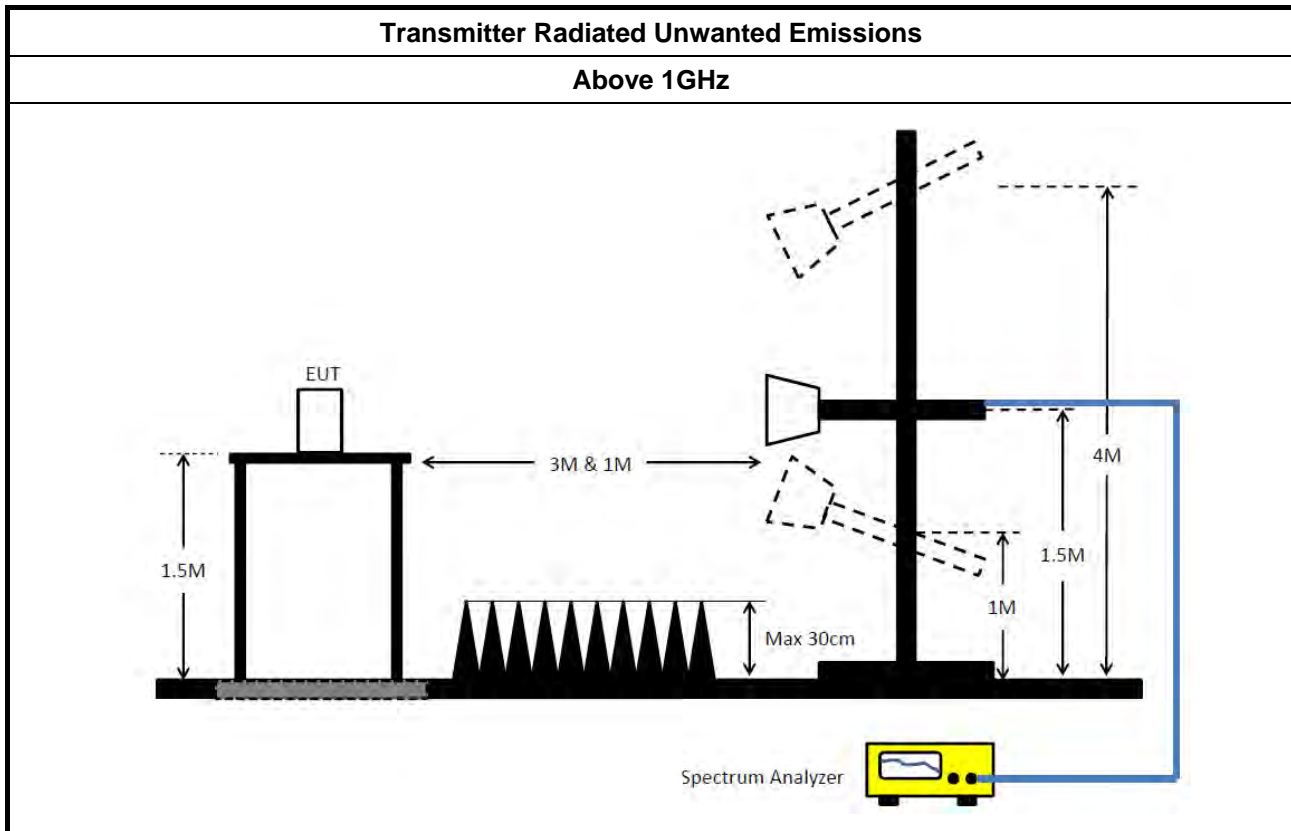 Transmitter Radiated Unwanted Emissions
Above 1GHz
EUT
3M & 1M
4M
1.5M
1.5M
1M
Max 30cm
Spectrum Analyzer